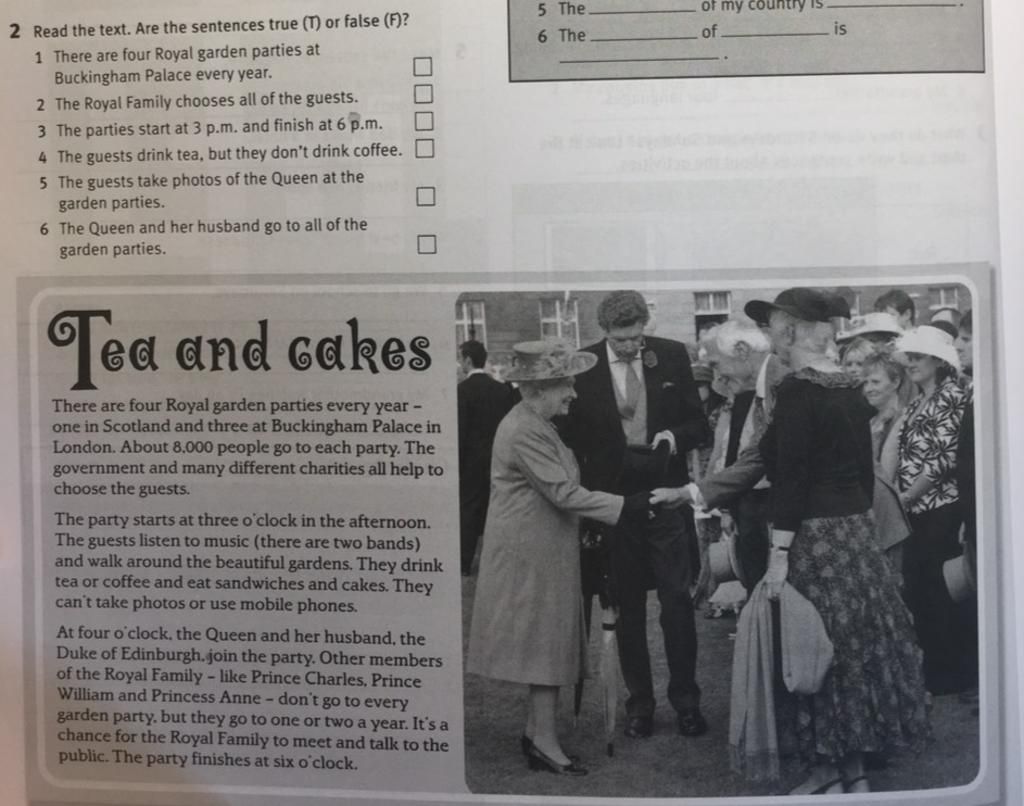 2 Read the text. Are the sentences true (T) or false (F)?
1 There are four Royal garden parties at
Buckingham Palace every year.
2 The Royal Family chooses all of the guests.
3 The parties start at 3 p.m. and finish at 6 p.m.
4 The guests drink tea, but they don't drink coffee.
5 The guests take photos of the Queen at the
garden parties.
6 The Queen and her husband go to all of the
garden parties.
5 The ____________ of my country is ______________.
6 The ____________ of ____________ is
__________________.
Tea and cakes
There are four Royal garden parties every year –
one in Scotland and three at Buckingham Palace in
London. About 8,000 people go to each party. The
government and many different charities all help to
choose the guests.
The party starts at three o'clock in the afternoon.
The guests listen to music (there are two bands)
and walk around the beautiful gardens. They drink
tea or coffee and eat sandwiches and cakes. They
can't take photos or use mobile phones.
At four o'clock, the Queen and her husband, the
Duke of Edinburgh, join the party. Other members
of the Royal Family – like Prince Charles, Prince
William and Princess Anne – don't go to every
garden party, but they go to one or two a year. It's a
chance for the Royal Family to meet and talk to the
public. The party finishes at six o'clock.